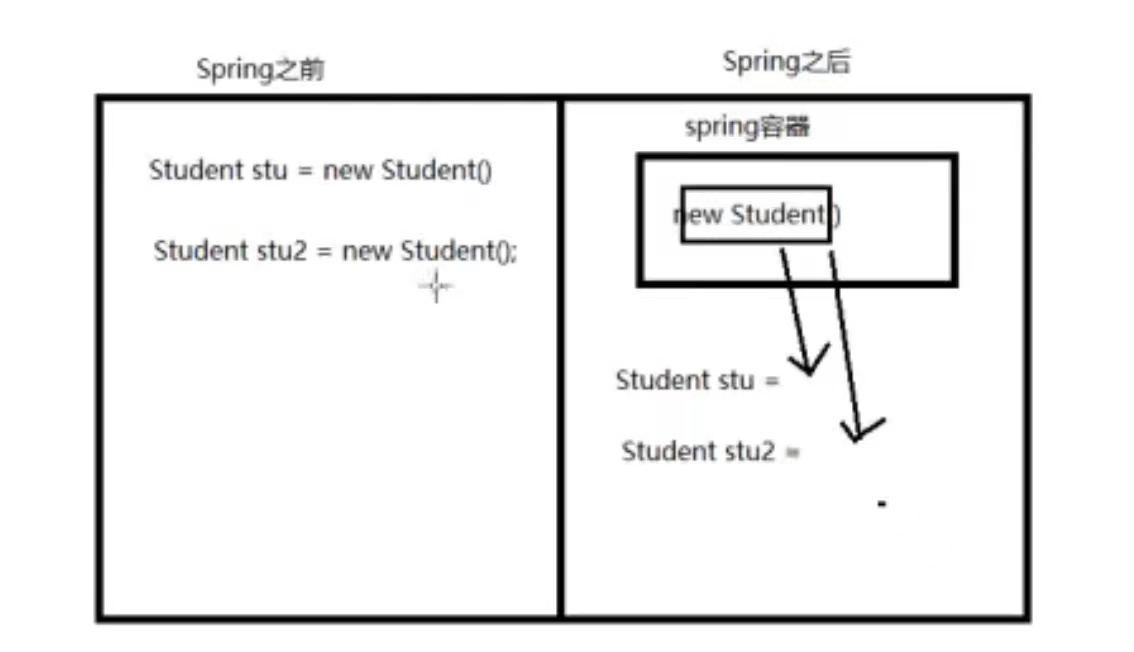 Spring之前
Student stu = new Student()
Student stu2 = new Student();
Spring之后
spring容器
new Student()
Student stu =
Student stu2 =